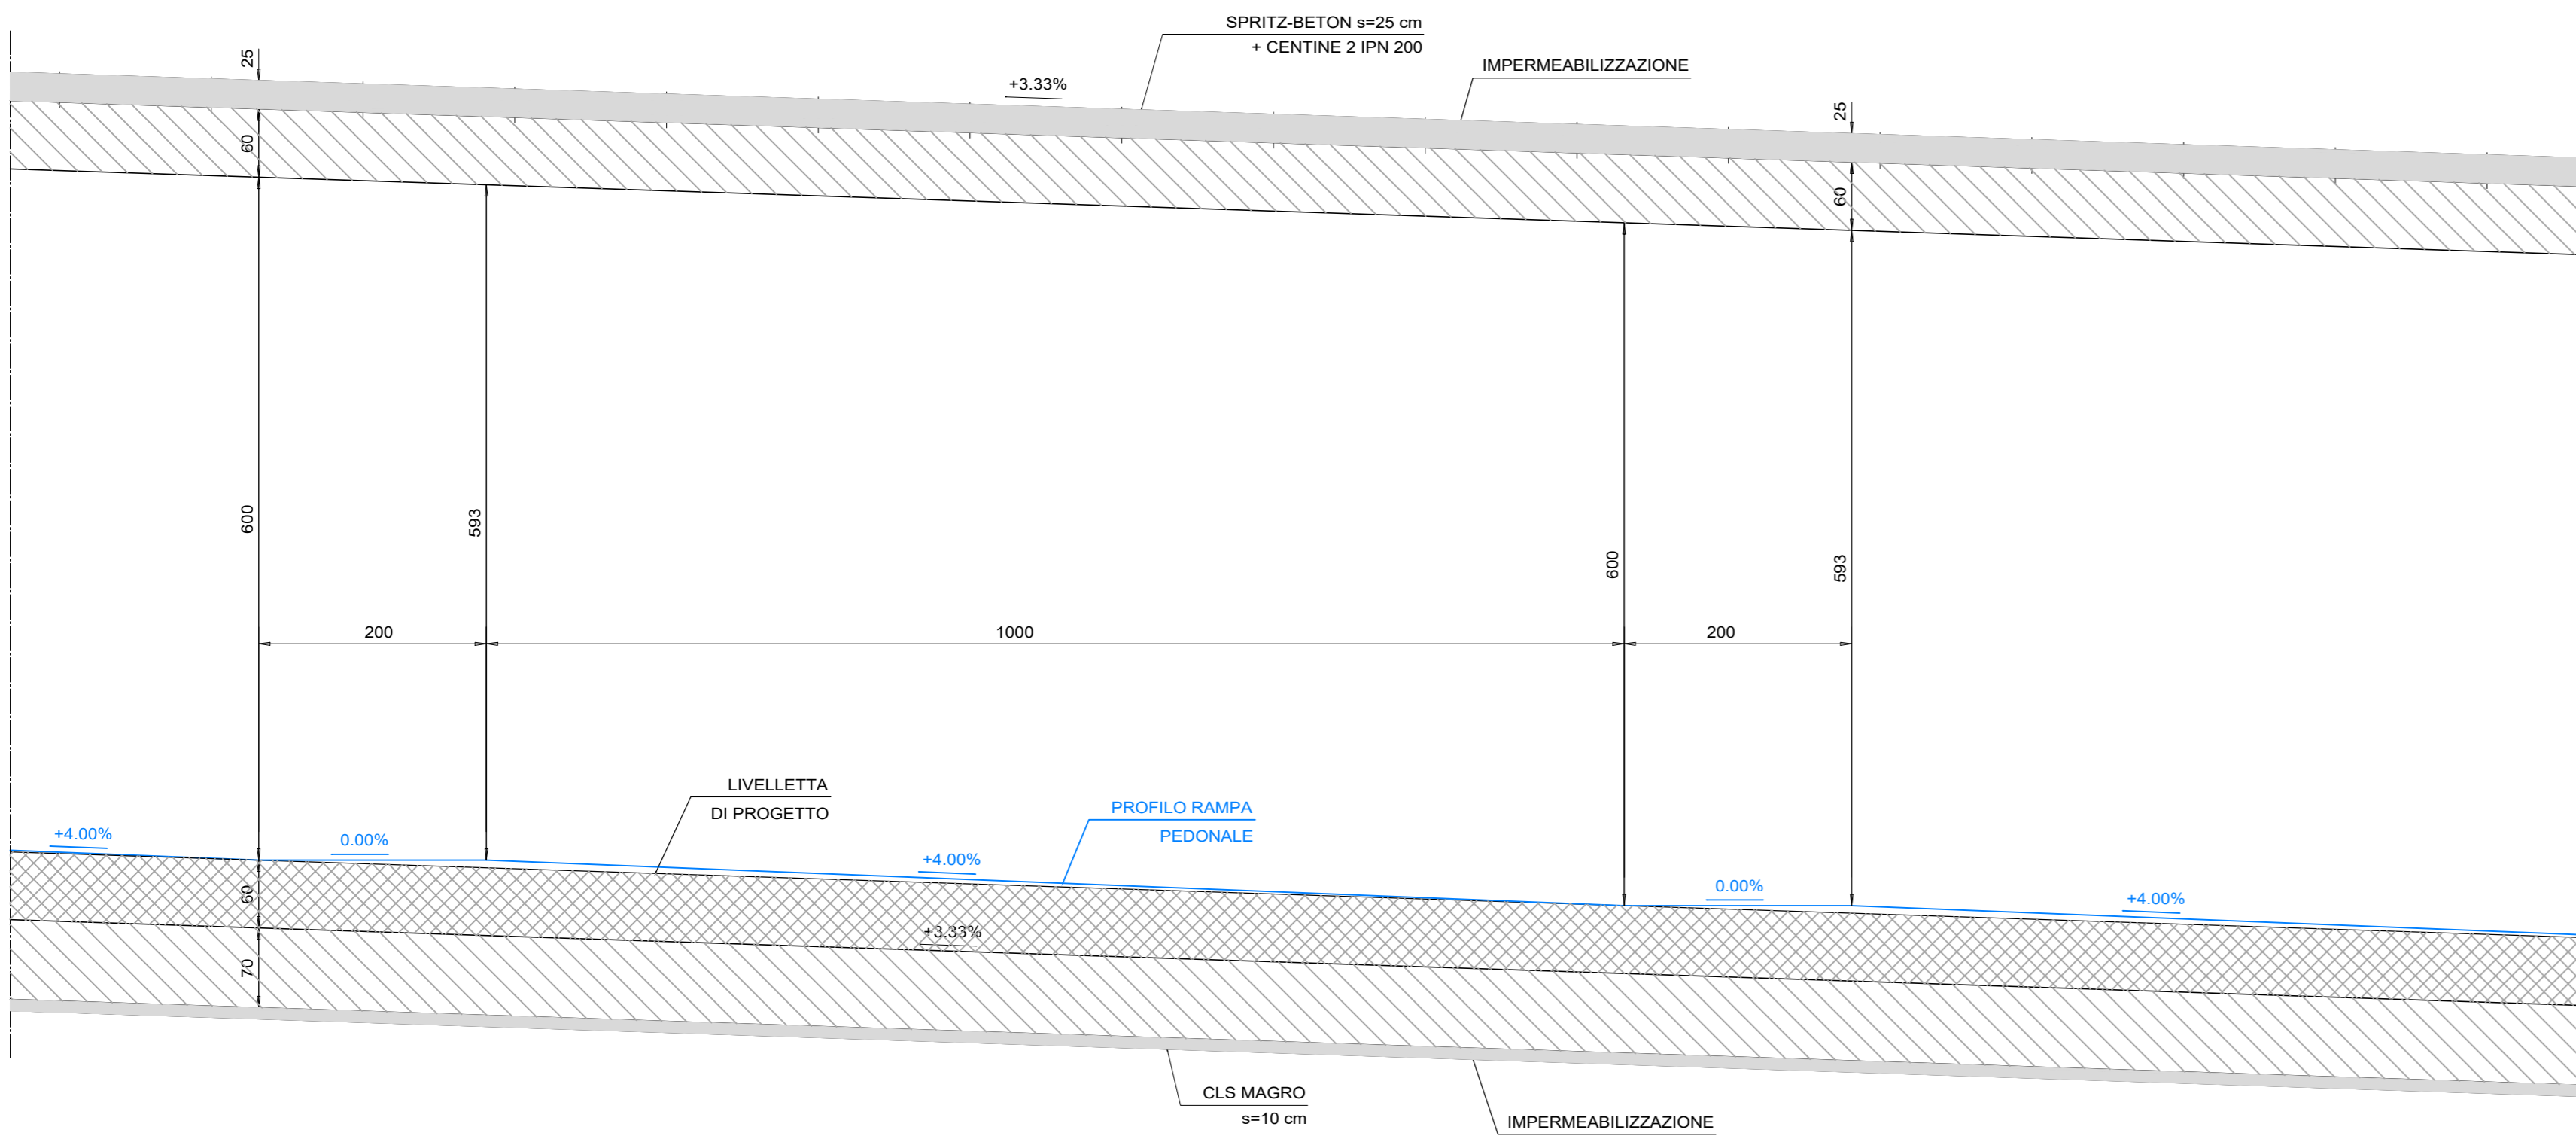 SPRITZ-BETON s=25 cm
+ CENTINE 2 IPN 200
IMPERMEABILIZZAZIONE
25
+3.33%
25
60
60
600
593
600
593
200
1000
200
LIVELLETTA
DI PROGETTO
PROFILO RAMPA
PEDONALE
+4.00%
0.00%
+4.00%
0.00%
+4.00%
60
+3.33%
70
CLS MAGRO
s=10 cm
IMPERMEABILIZZAZIONE